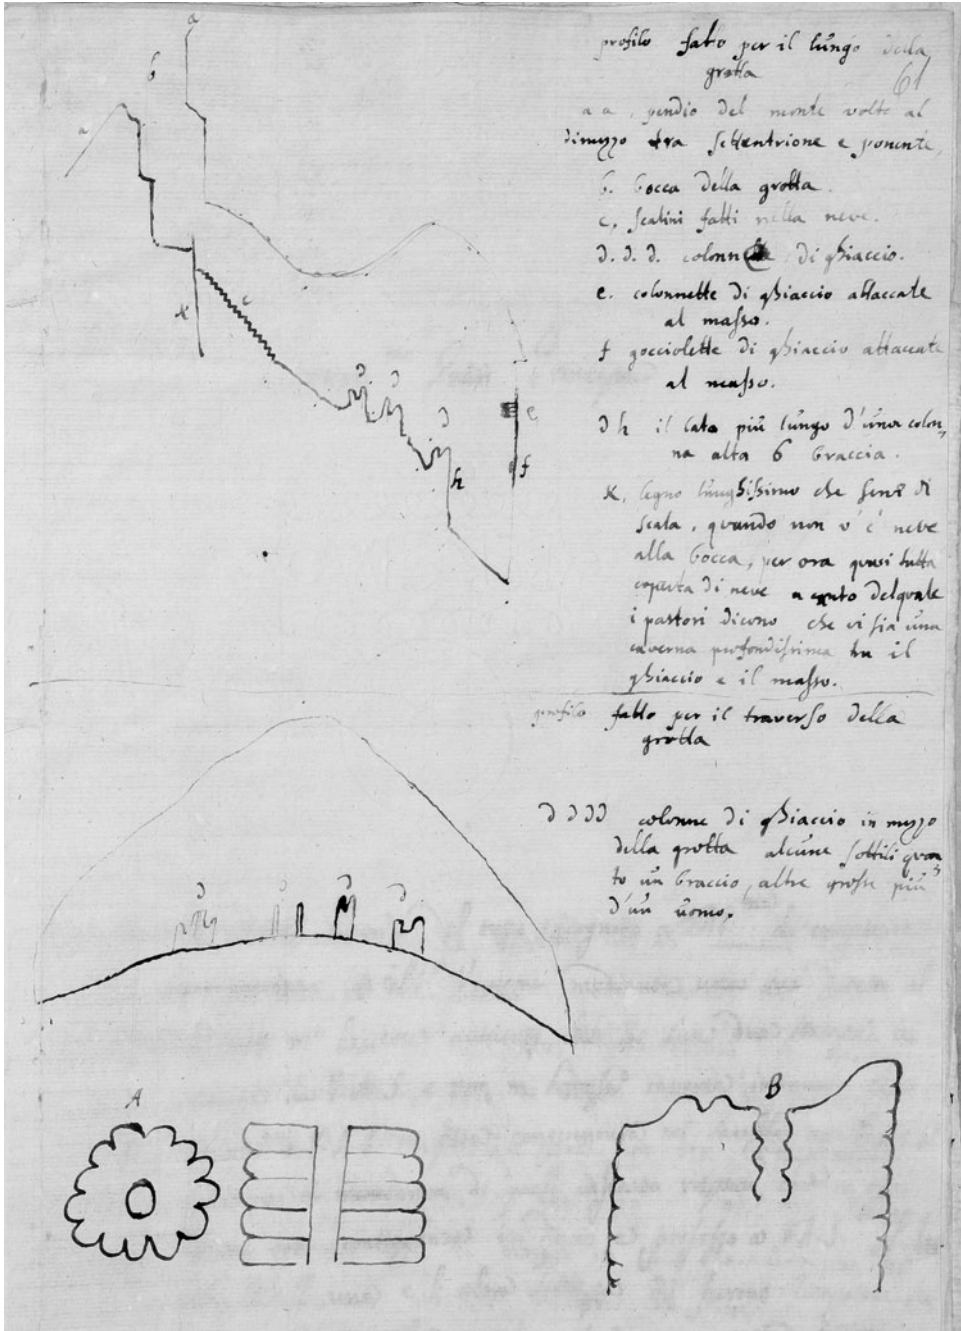 profilo fatto per il lungo della
grotta
61
a a, pendio del monte volto al
dimezzo tra settentrione e ponente,
b. bocca della grotta.
c, scalini fatti nella neve.
d. d. d. colonne di ghiaccio.
e. colonnette di ghiaccio attaccate
al masso.
f gocciolette di ghiaccio attaccate
al masso.
d h il lato più lungo d'una colon,
na alta 6 braccia.
x, legno lunghissimo che serve di
scala, quando non v'è neve
alla bocca, per ora quasi tutta
coperta di neve a canto del quale
i pastori dicono che vi sia una
caverna profondissima tra il
ghiaccio e il masso.
profilo fatto per il traverso della
grotta
d d d d colonne di ghiaccio in mezzo
della grotta alcune sottili quan
to un braccio, altre grosse più
d'un uomo.
a
b
a
c
x
d
d
d
e
h
f
d
d
d
d
A
B